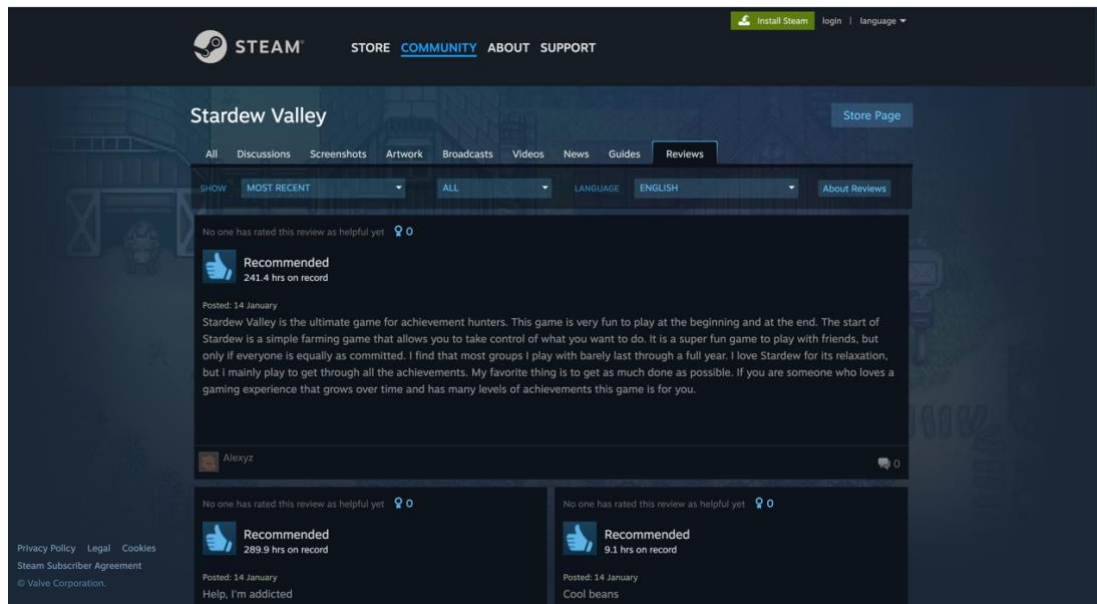 Install Steam login | language
STEAM® STORE COMMUNITY ABOUT SUPPORT
Stardew Valley
Store Page
All Discussions Screenshots Artwork Broadcasts Videos News Guides Reviews
SHOW MOST RECENT ALL LANGUAGE ENGLISH About Reviews
No one has rated this review as helpful yet 0
Recommended
241.4 hrs on record
Posted: 14 January
Stardew Valley is the ultimate game for achievement hunters. This game is very fun to play at the beginning and at the end. The start of
Stardew is a simple farming game that allows you to take control of what you want to do. It is a super fun game to play with friends, but
only if everyone is equally as committed. I find that most groups I play with barely last through a full year. I love Stardew for its relaxation,
but i mainly play to get through all the achievements. My favorite thing is to get as much done as possible. If you are someone who loves a
gaming experience that grows over time and has many levels of achievements this game is for you.
Alexyz
0
No one has rated this review as helpful yet 0
Recommended
289.9 hrs on record
Posted: 14 January
Help, I'm addicted
No one has rated this review as helpful yet 0
Recommended
9.1 hrs on record
Posted: 14 January
Cool beans
Privacy Policy Legal Cookies
Steam Subscriber Agreement
© Valve Corporation.